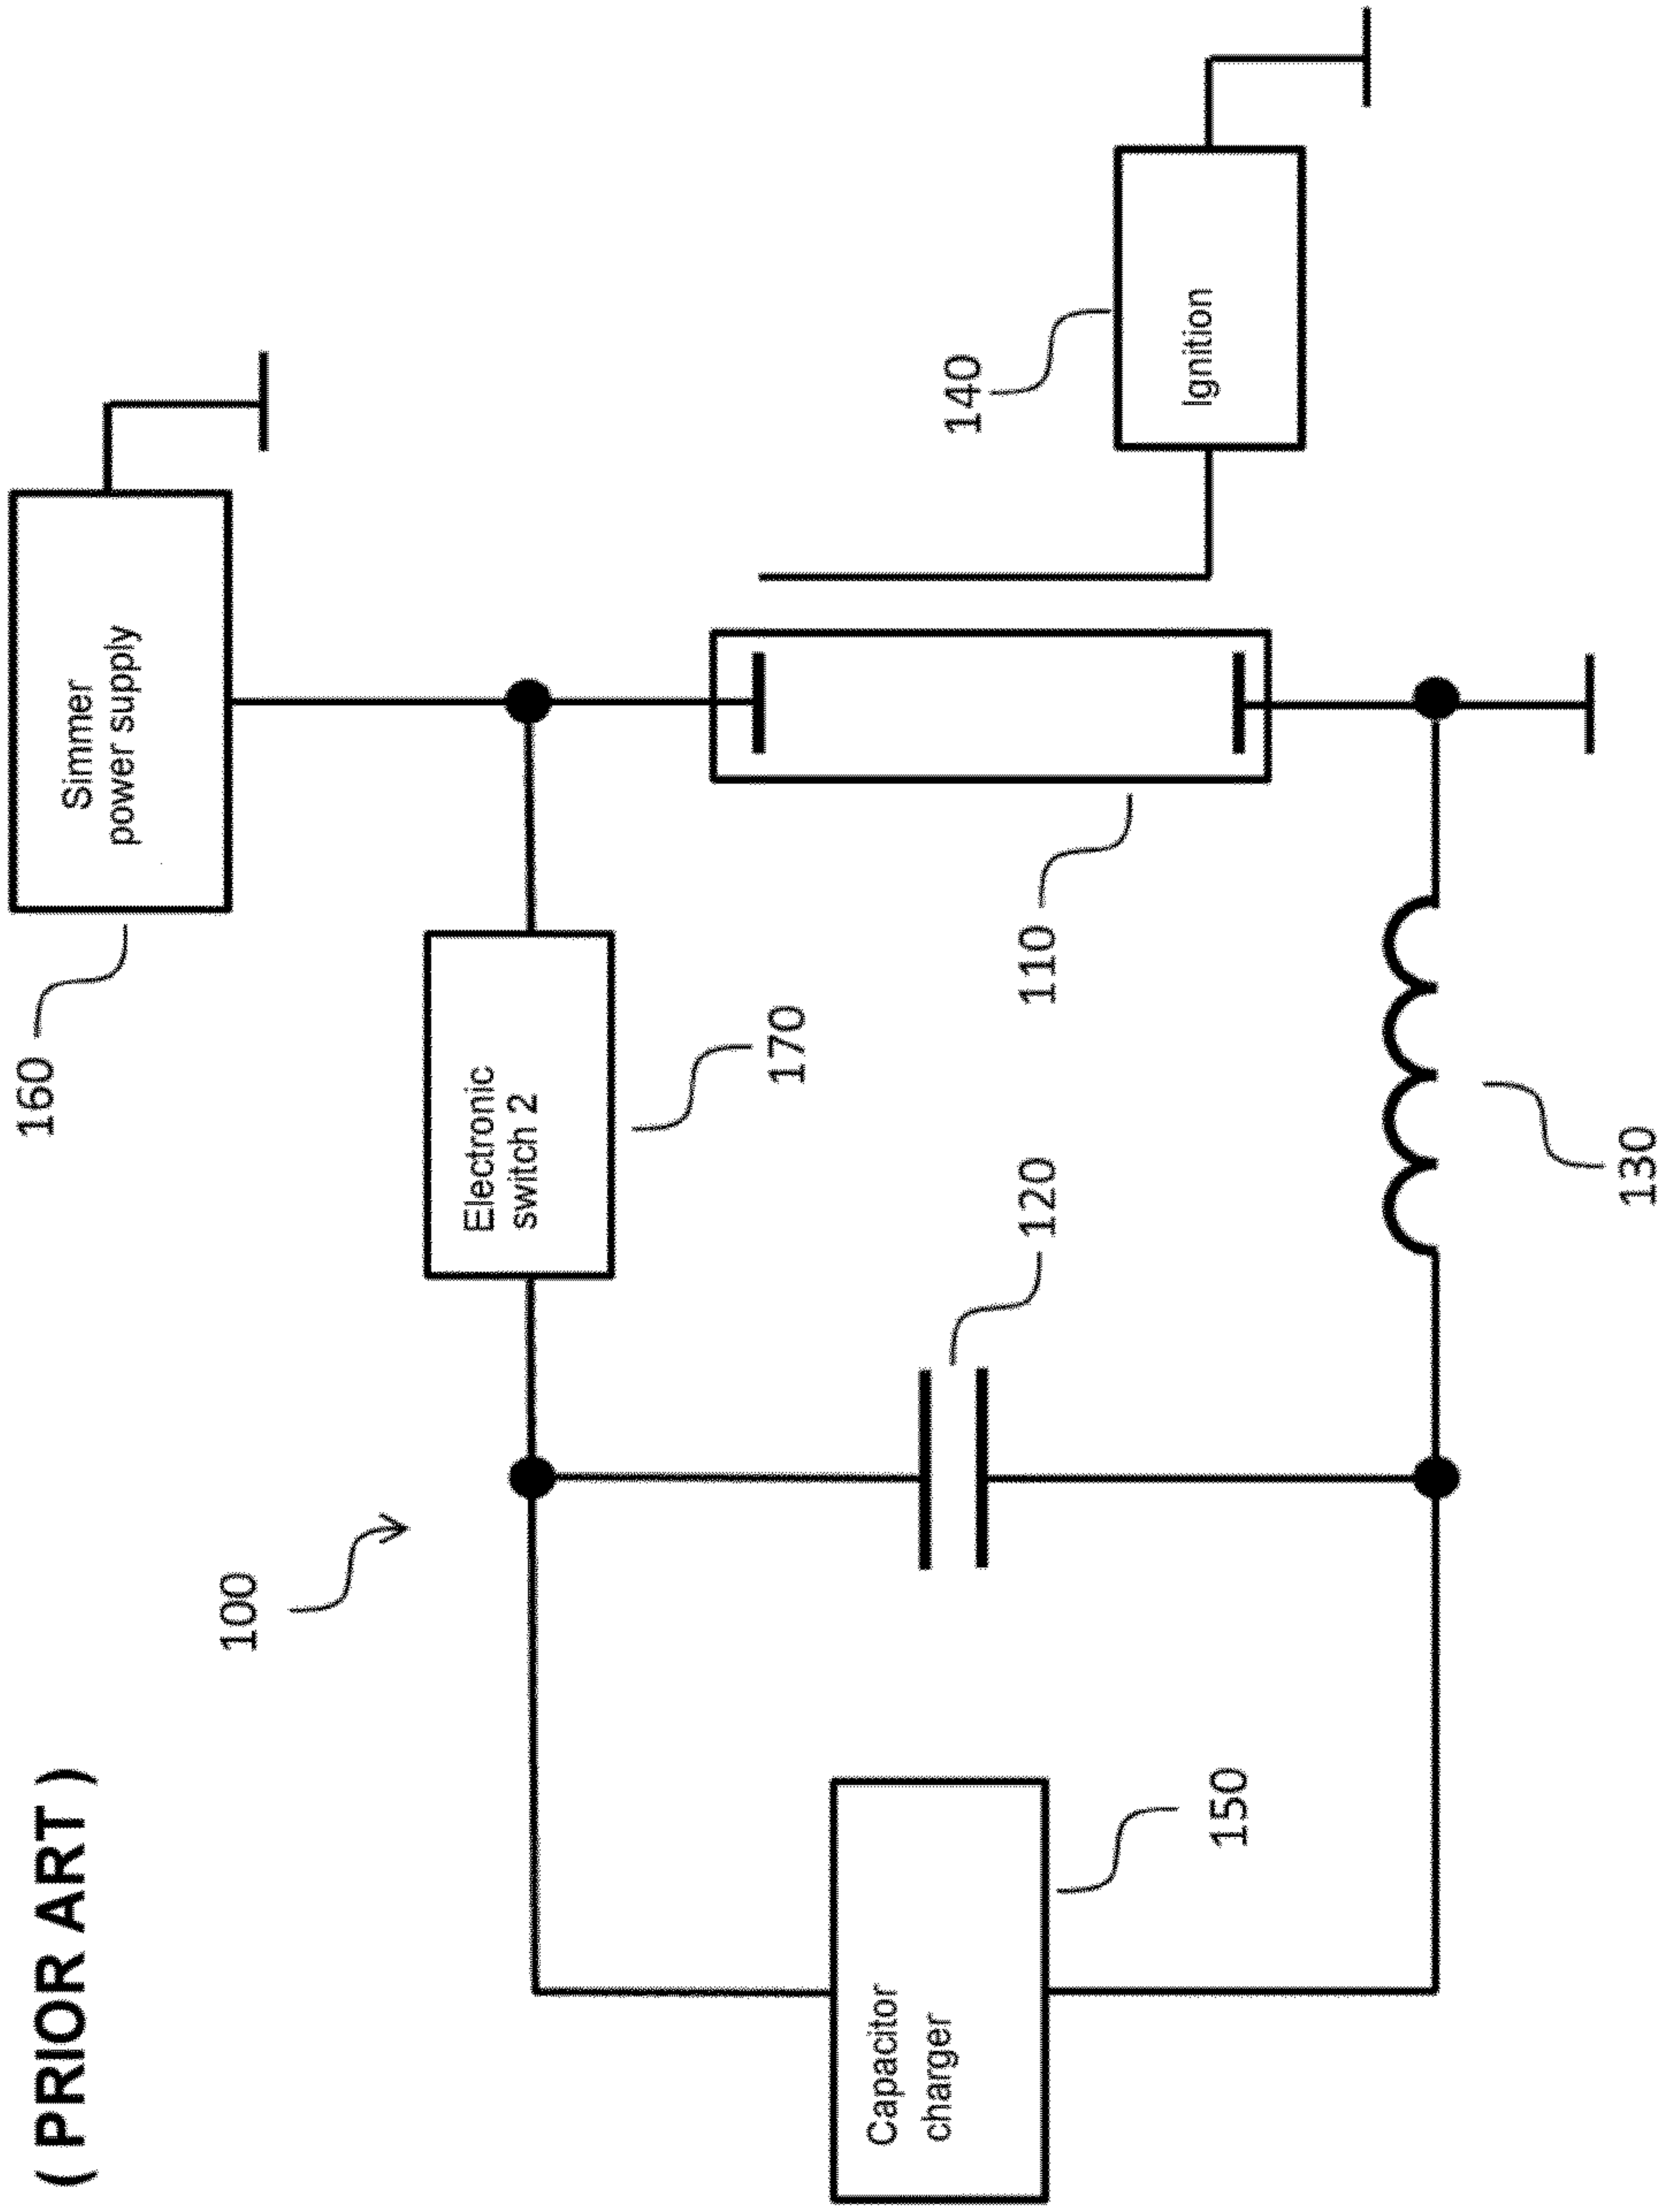 ( PRIOR ART )
100
160
Simmer
power supply
Electronic
switch 2
170
120
110
140
Ignition
Capacitor
charger
150
130